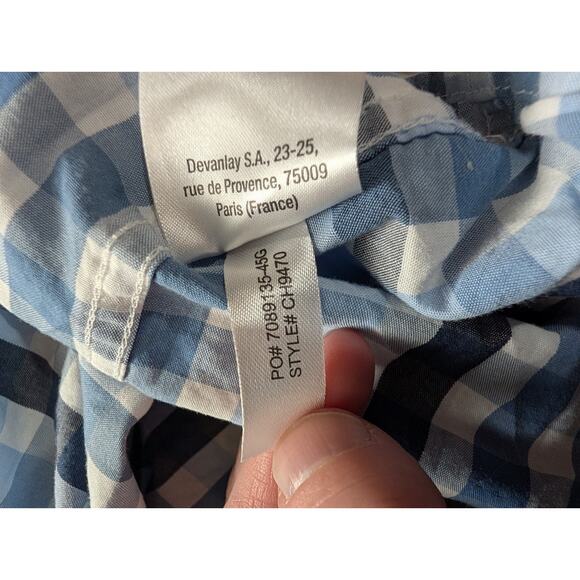 Devanlay S.A., 23-25,
rue de Provence, 75009
Paris (France)
PO# 7089135-45G
STYLE# CH9470